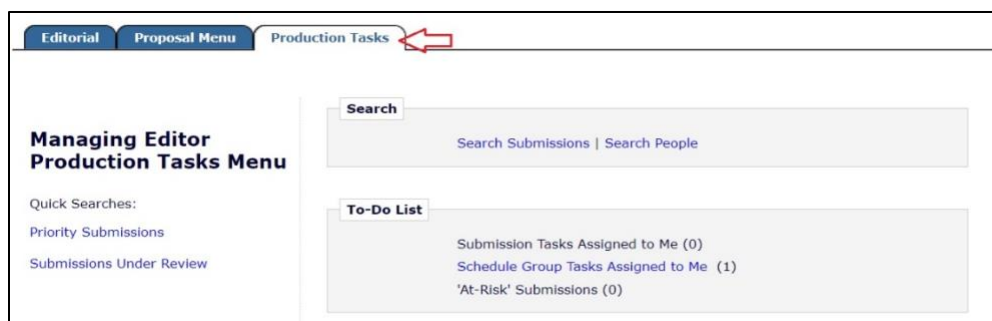 Editorial Proposal Menu Production Tasks
Managing Editor
Production Tasks Menu
Quick Searches:
Priority Submissions
Submissions Under Review
Search
Search Submissions | Search People
To-Do List
Submission Tasks Assigned to Me (0)
Schedule Group Tasks Assigned to Me (1)
'At-Risk' Submissions (0)